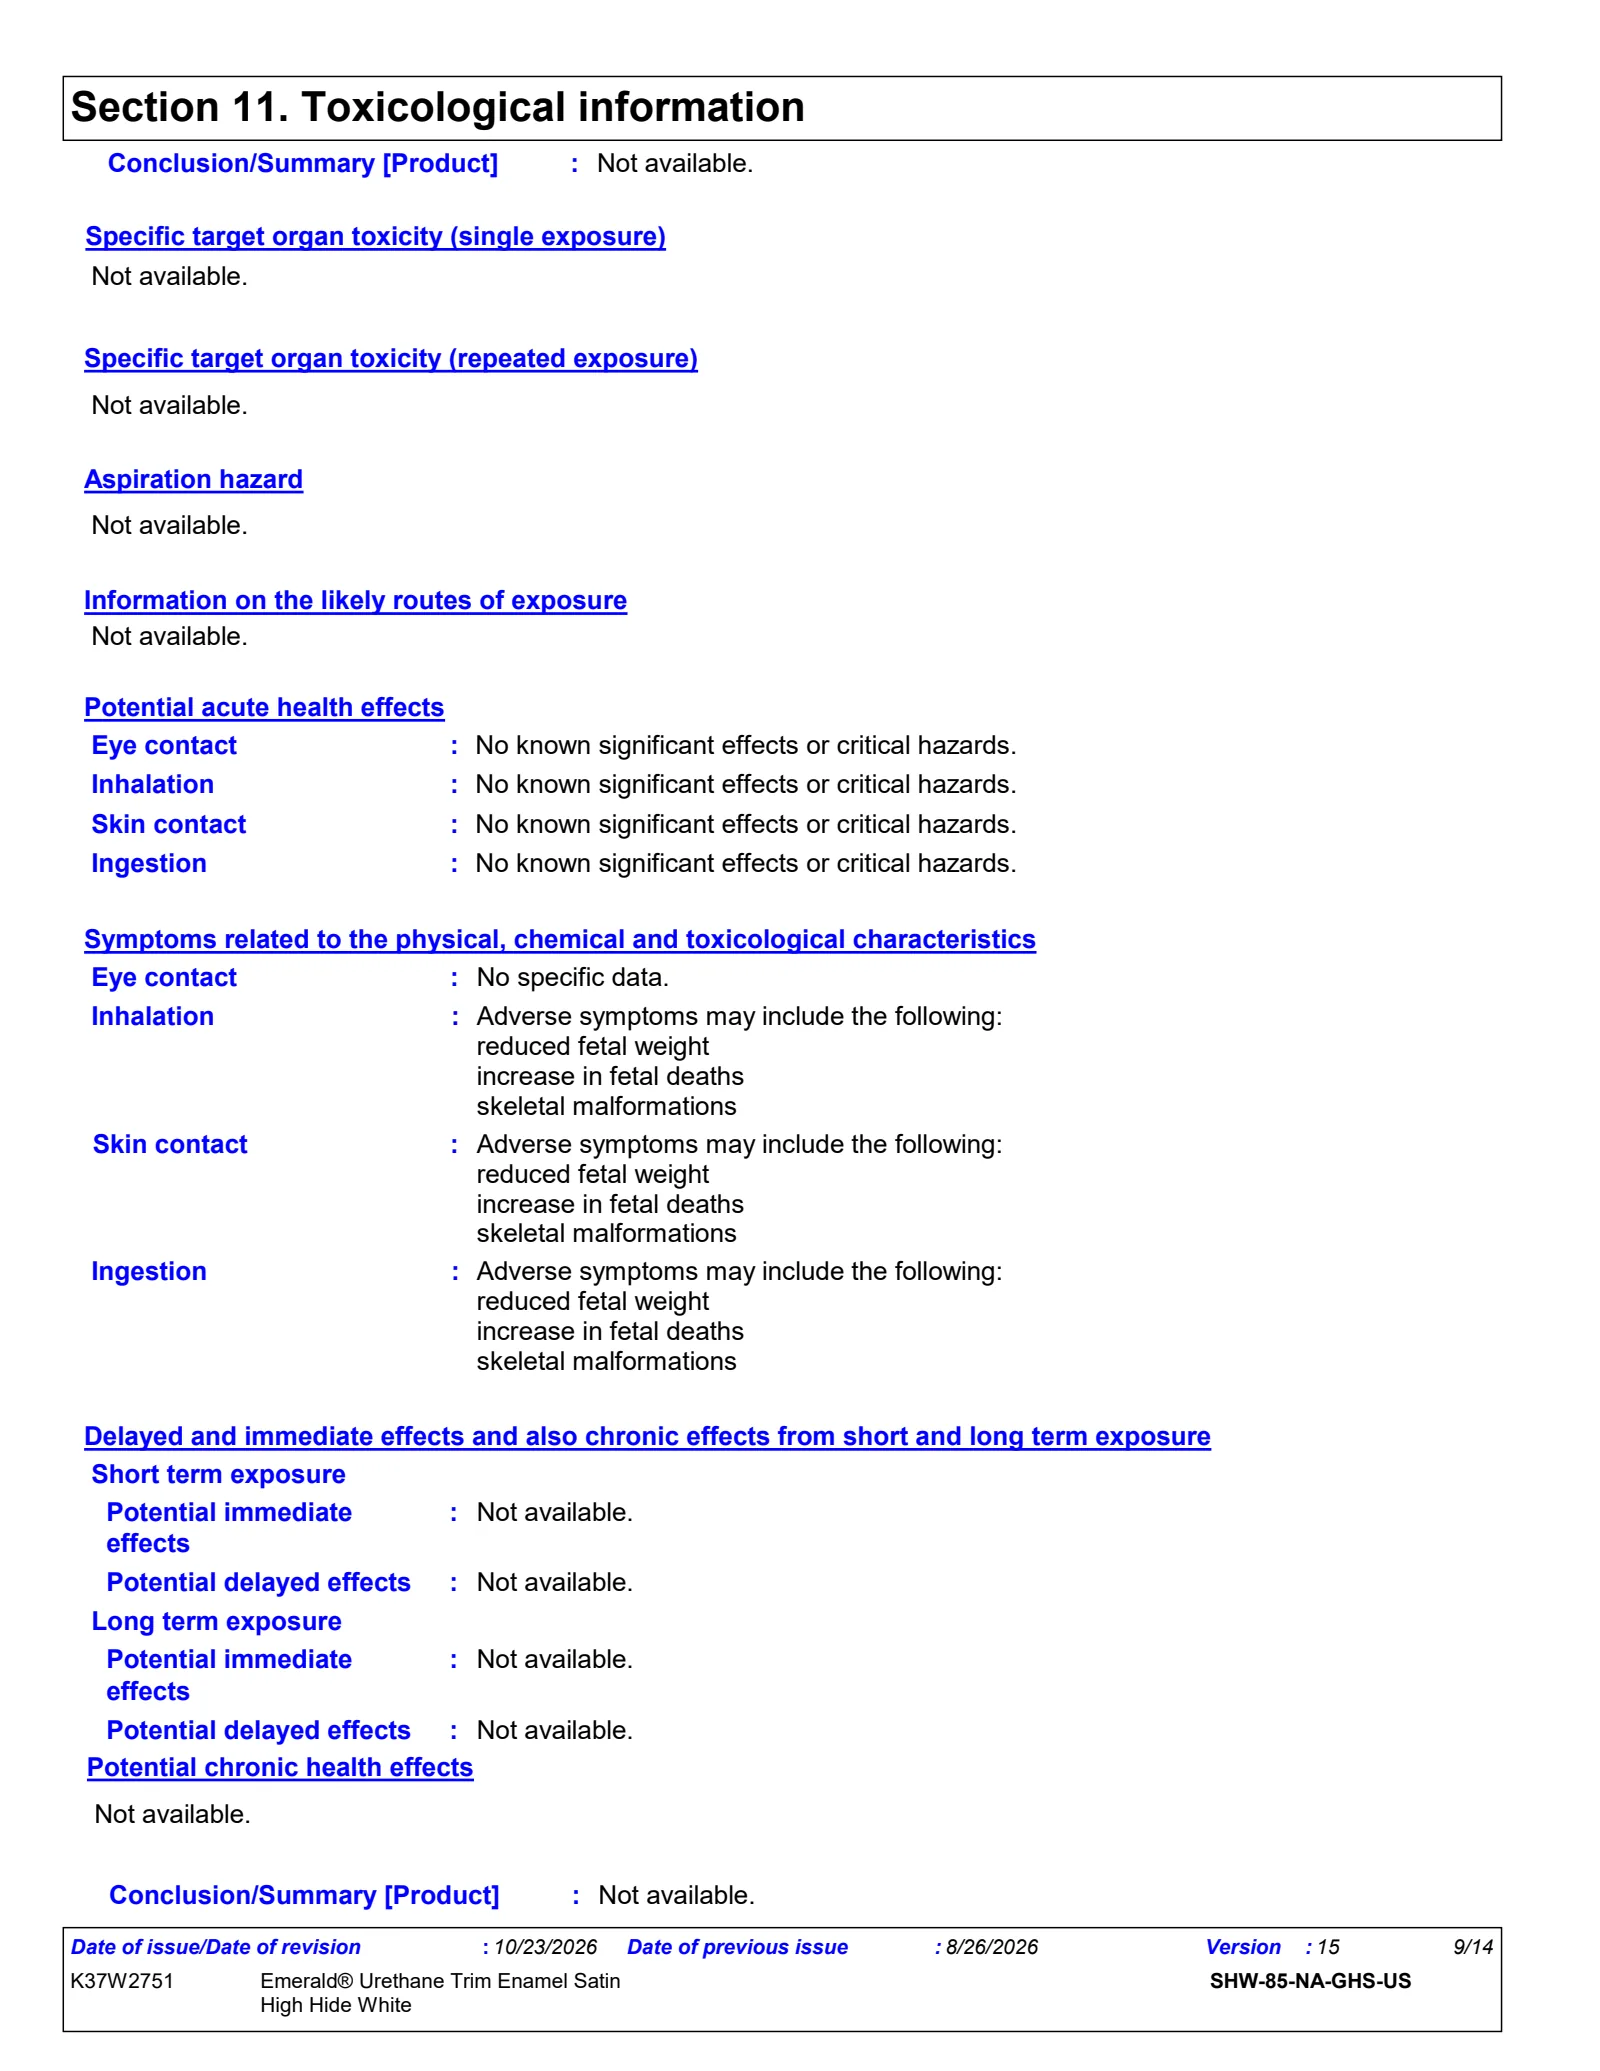 Section 11. Toxicological information
Conclusion/Summary [Product] : Not available.
Specific target organ toxicity (single exposure)
Not available.
Specific target organ toxicity (repeated exposure)
Not available.
Aspiration hazard
Not available.
Information on the likely routes of exposure
Not available.
Potential acute health effects
Eye contact : No known significant effects or critical hazards.
Inhalation : No known significant effects or critical hazards.
Skin contact : No known significant effects or critical hazards.
Ingestion : No known significant effects or critical hazards.
Symptoms related to the physical, chemical and toxicological characteristics
Eye contact : No specific data.
Inhalation : Adverse symptoms may include the following:
reduced fetal weight
increase in fetal deaths
skeletal malformations
Skin contact : Adverse symptoms may include the following:
reduced fetal weight
increase in fetal deaths
skeletal malformations
Ingestion : Adverse symptoms may include the following:
reduced fetal weight
increase in fetal deaths
skeletal malformations
Delayed and immediate effects and also chronic effects from short and long term exposure
Short term exposure
Potential immediate : Not available.
effects
Potential delayed effects : Not available.
Long term exposure
Potential immediate : Not available.
effects
Potential delayed effects : Not available.
Potential chronic health effects
Not available.
Conclusion/Summary [Product] : Not available.
Date of issue/Date of revision : 10/23/2026 Date of previous issue : 8/26/2026 Version : 15 9/14
K37W2751 Emerald® Urethane Trim Enamel Satin SHW-85-NA-GHS-US
High Hide White